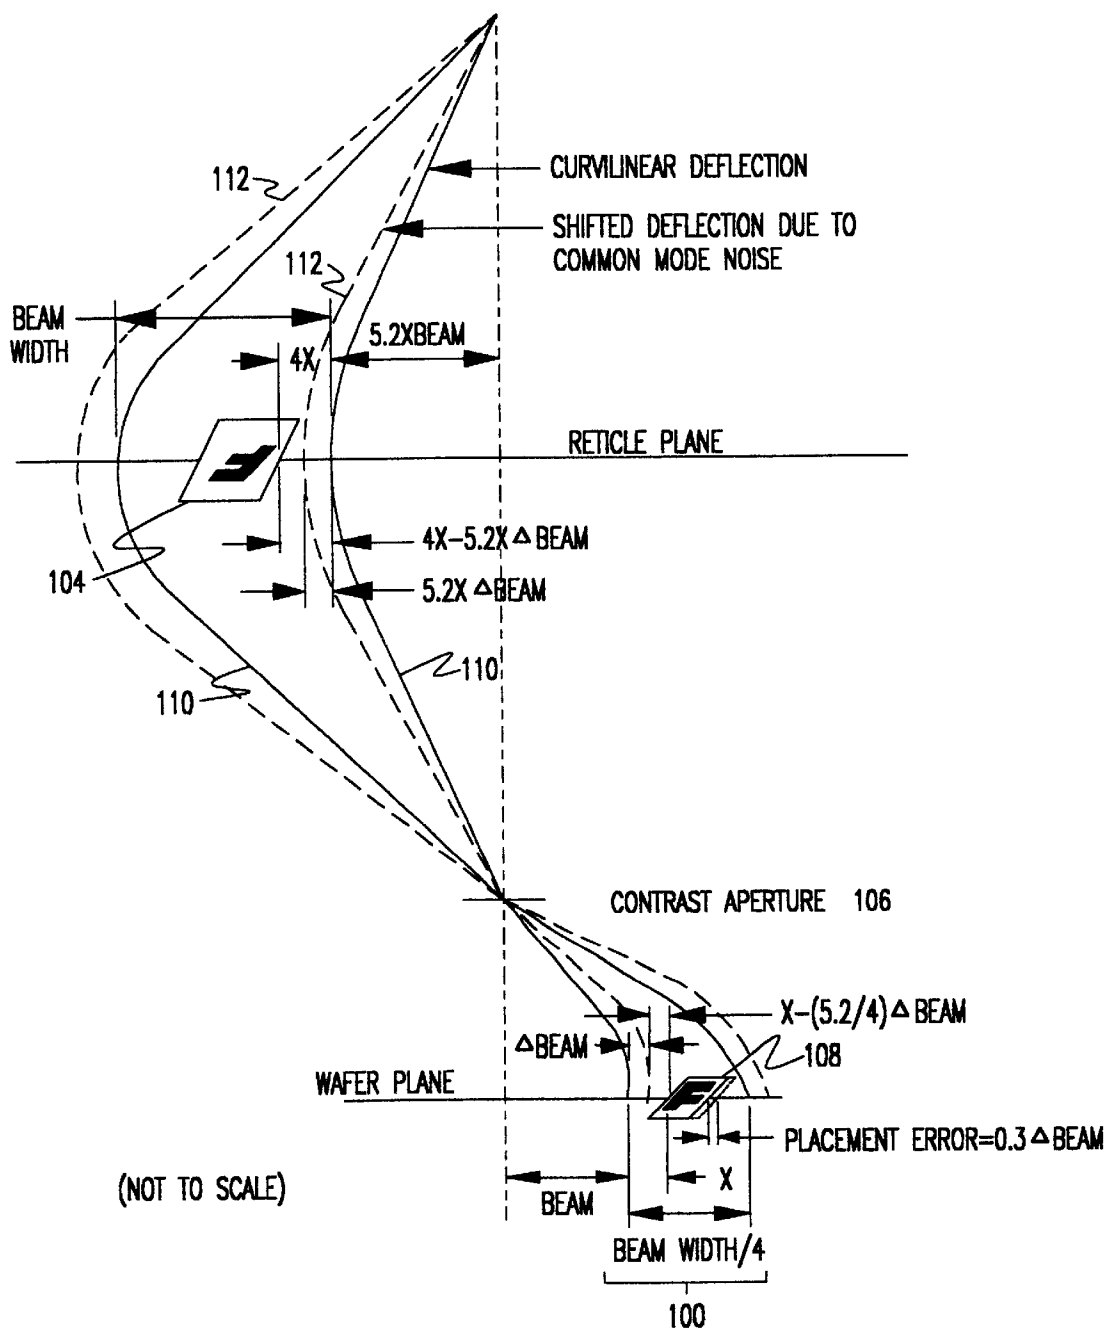 112
CURVILINEAR DEFLECTION
SHIFTED DEFLECTION DUE TO
COMMON MODE NOISE
112
BEAM
WIDTH
4X
5.2XBEAM
F
RETICLE PLANE
4X-5.2X △ BEAM
104
5.2X △ BEAM
110
110
CONTRAST APERTURE 106
X-(5.2/4) △ BEAM
△ BEAM
108
WAFER PLANE
F
PLACEMENT ERROR=0.3 △ BEAM
(NOT TO SCALE)
X
BEAM
BEAM WIDTH/4
100